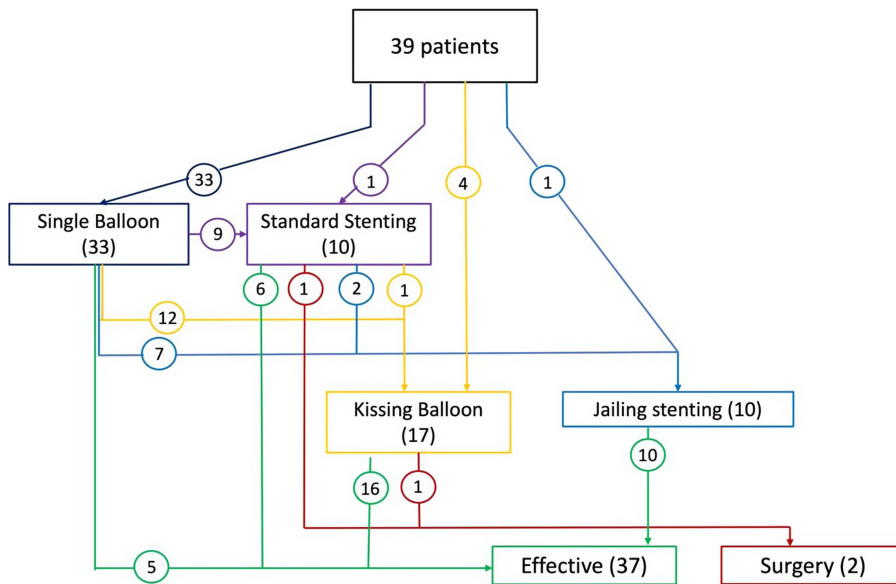 39 patients
33
1
4
1
Single Balloon
(33)
9
Standard Stenting
(10)
6
1
2
1
12
7
Kissing Balloon
(17)
Jailing stenting (10)
10
16
1
5
Effective (37)
Surgery (2)